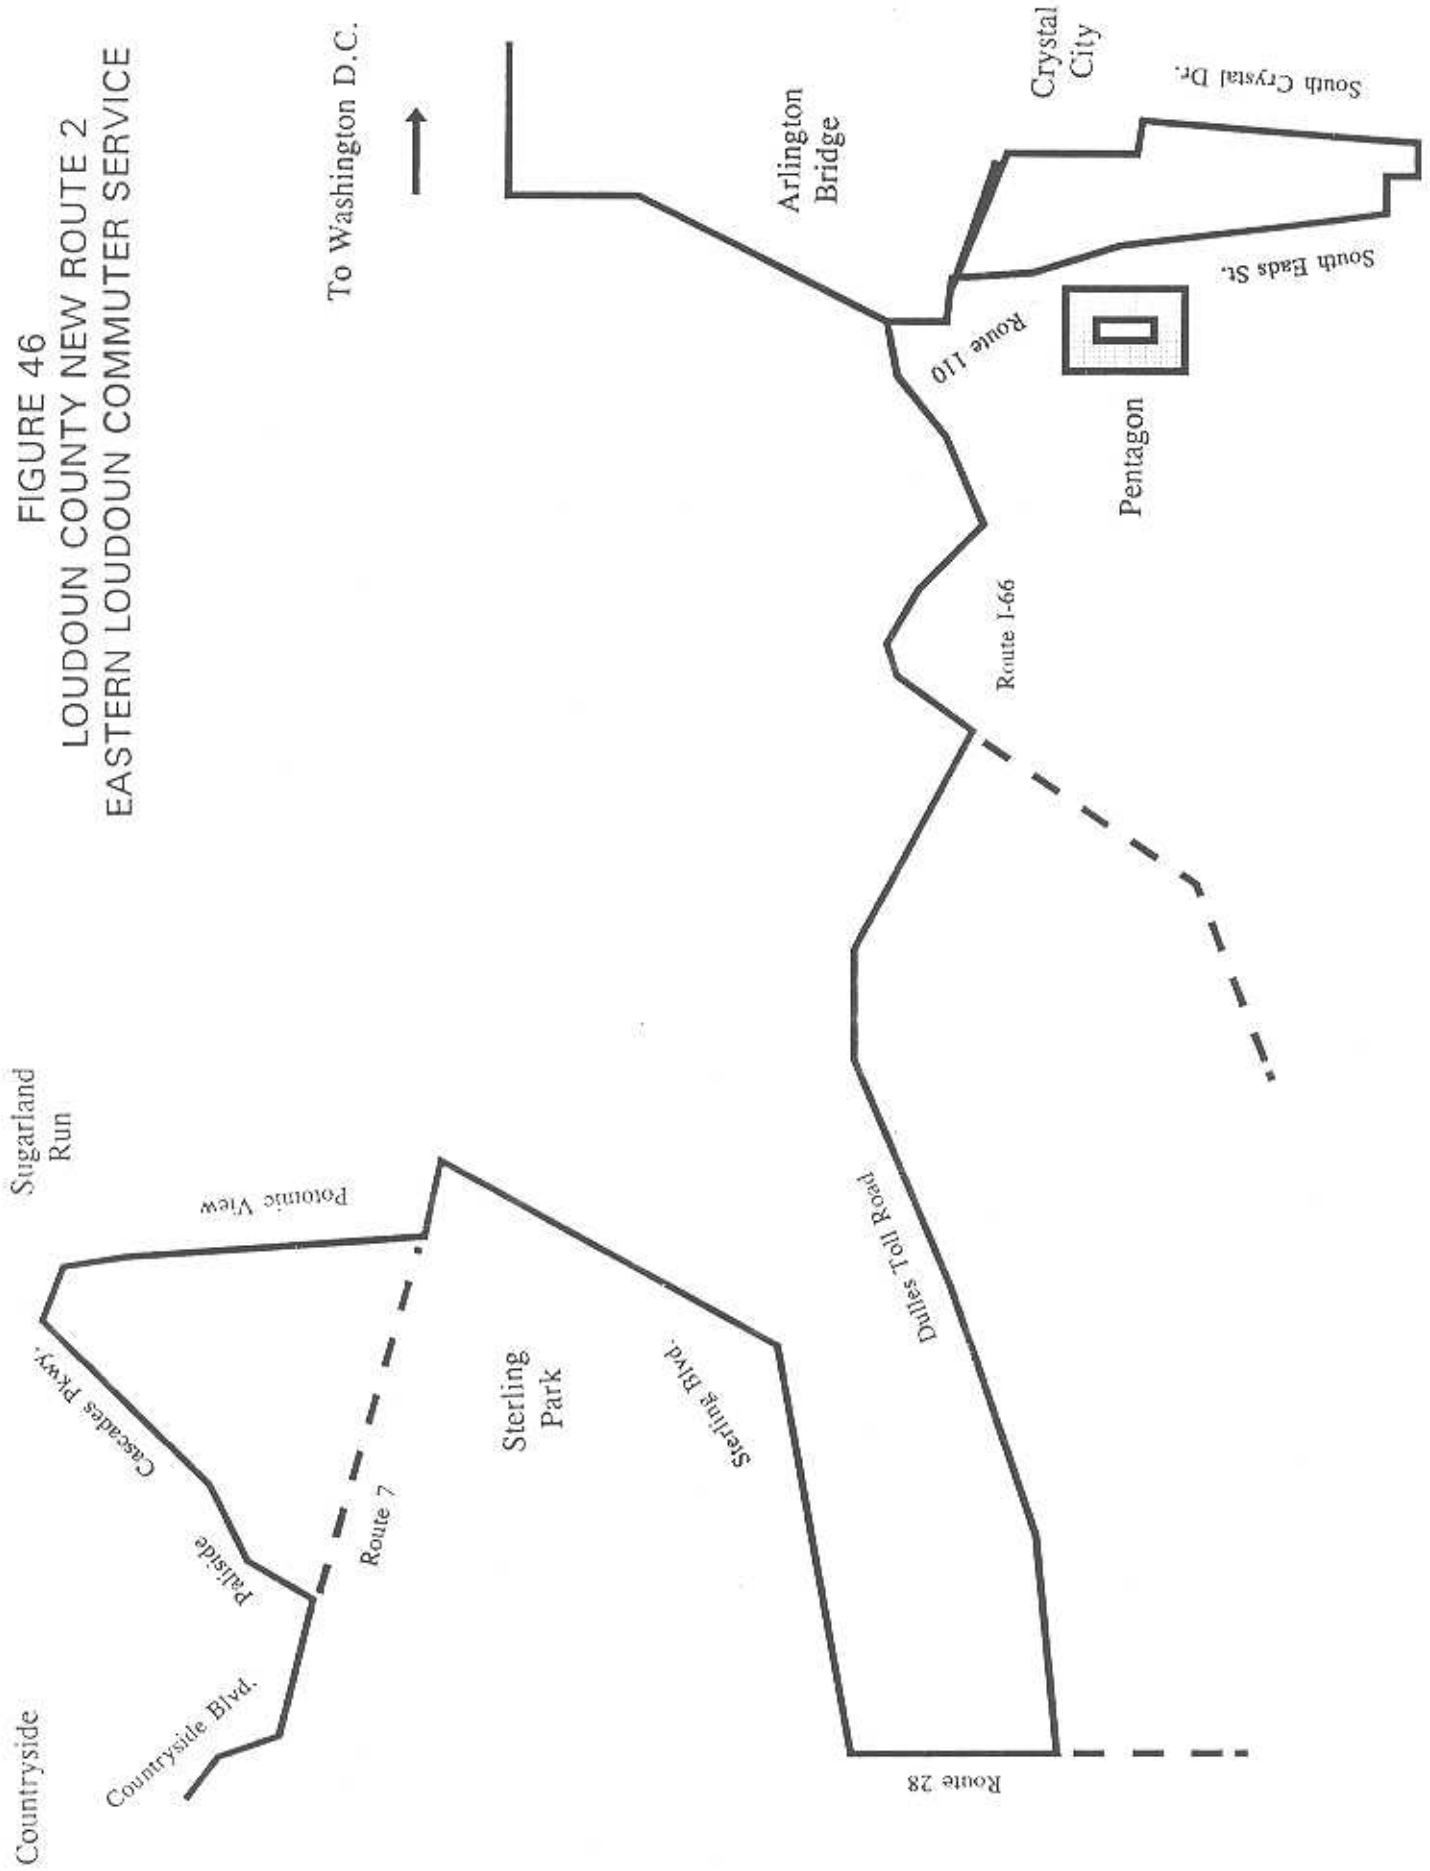 FIGURE 46
LOUDOUN COUNTY NEW ROUTE 2
EASTERN LOUDOUN COMMUTER SERVICE
Countryside
Sugarland
Run
Countryside Blvd.
Paliside
Cascades Pkwy.
Potomic View
Route 7
Sterling
Park
Sterling Blvd.
Route 28
Dulles Toll Road
Route I-66
To Washington D.C.
Arlington
Bridge
Route 110
Pentagon
Crystal
City
South Crystal Dr.
South Eads St.